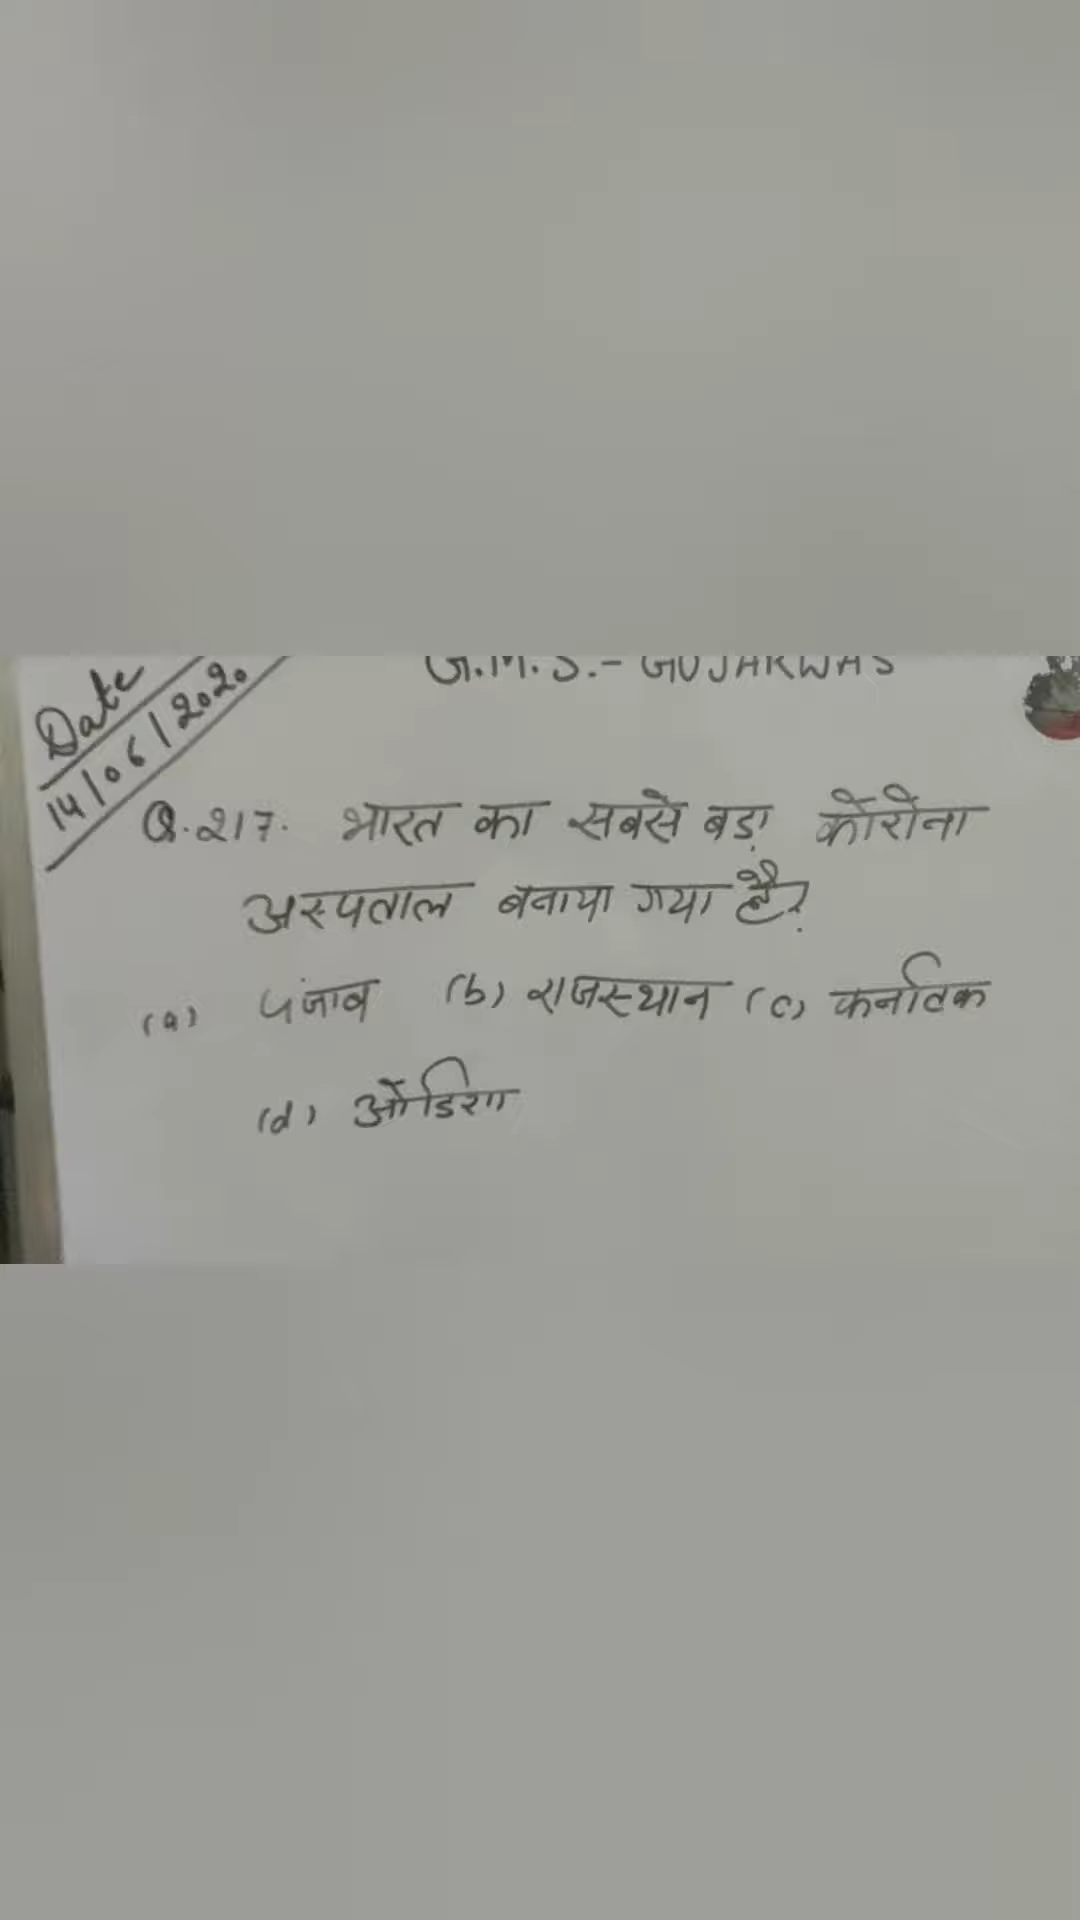 Date
14/06/2020
G.M.S.- GUJARWAS
Q.217. भारत का सबसे बड़ा कोरोना
अस्पताल बनाया गया है?
(a) पंजाब (b) राजस्थान (c) कर्नाटक
(d) ओडिशा